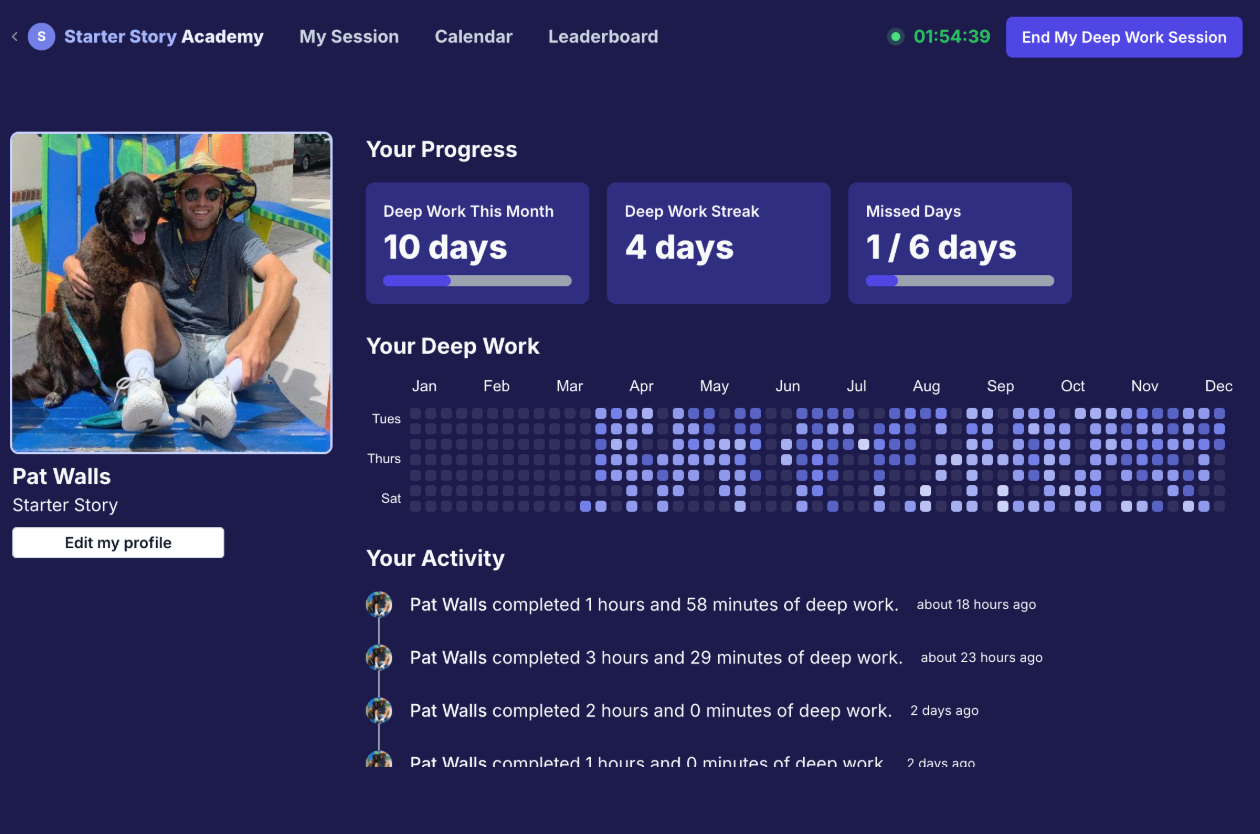 S Starter Story Academy My Session Calendar Leaderboard 01:54:39 End My Deep Work Session
Your Progress
Deep Work This Month
10 days
Deep Work Streak
4 days
Missed Days
1 / 6 days
Pat Walls
Starter Story
Edit my profile
Your Deep Work
Jan Feb Mar Apr May Jun Jul Aug Sep Oct Nov Dec
Tues
Thurs
Sat
Your Activity
Pat Walls completed 1 hours and 58 minutes of deep work. about 18 hours ago
Pat Walls completed 3 hours and 29 minutes of deep work. about 23 hours ago
Pat Walls completed 2 hours and 0 minutes of deep work. 2 days ago
Pat Walls completed 1 hours and 0 minutes of deep work. 2 days ago